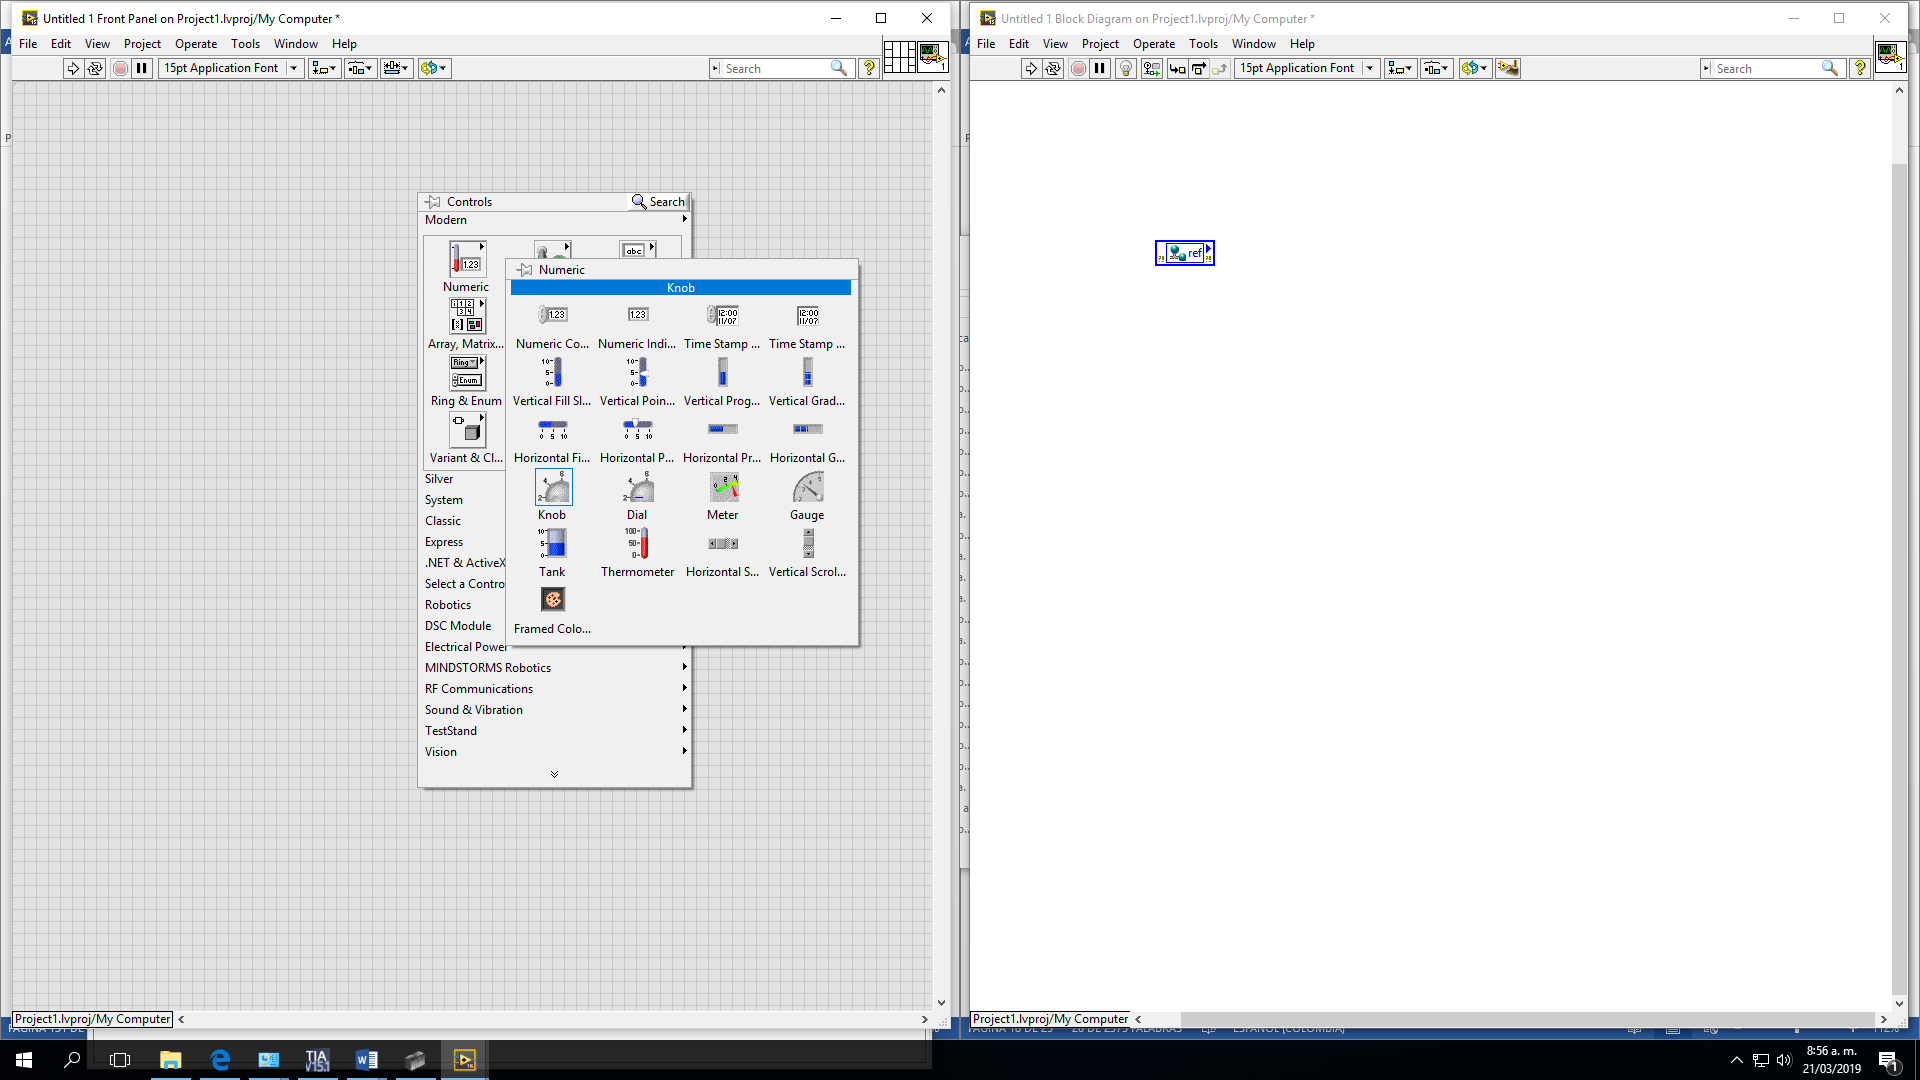 Untitled 1 Front Panel on Project1.lvproj/My Computer *
File Edit View Project Operate Tools Window Help
15pt Application Font
Search
Controls
Search
Modern
Numeric
Array, Matrix...
Ring & Enum
Variant & Cl...
Silver
System
Classic
Express
.NET & ActiveX
Select a Contro
Robotics
DSC Module
Electrical Power
MINDSTORMS Robotics
RF Communications
Sound & Vibration
TestStand
Vision
Numeric
Knob
Numeric Co... Numeric Indi... Time Stamp ... Time Stamp ...
Vertical Fill Sl... Vertical Poin... Vertical Prog... Vertical Grad...
Horizontal Fi... Horizontal P... Horizontal Pr... Horizontal G...
Knob Dial Meter Gauge
Tank Thermometer Horizontal S... Vertical Scrol...
Framed Colo...
Project1.lvproj/My Computer
Untitled 1 Block Diagram on Project1.lvproj/My Computer *
File Edit View Project Operate Tools Window Help
15pt Application Font
Search
ref
Project1.lvproj/My Computer
TIA V15.1
8:56 a. m.
21/03/2019
1